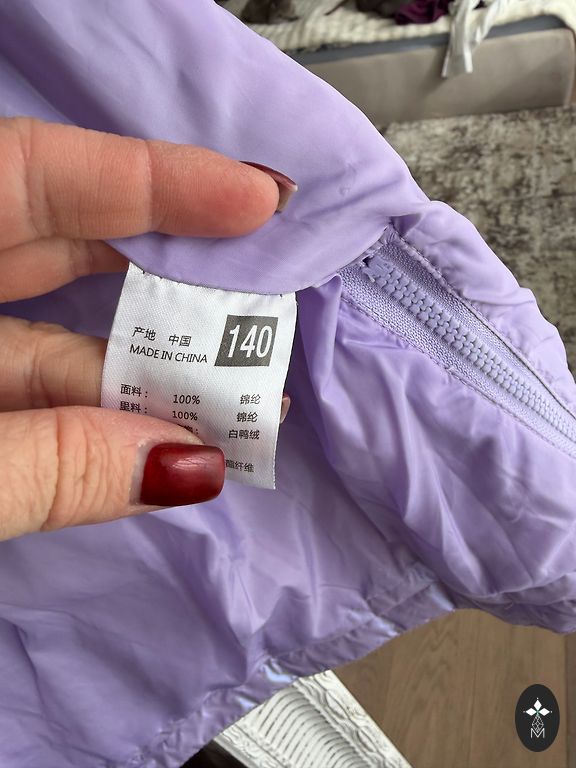 产地 中国
MADE IN CHINA
140
面料： 100% 锦纶
里料： 100% 锦纶
： 白鸭绒
酯纤维